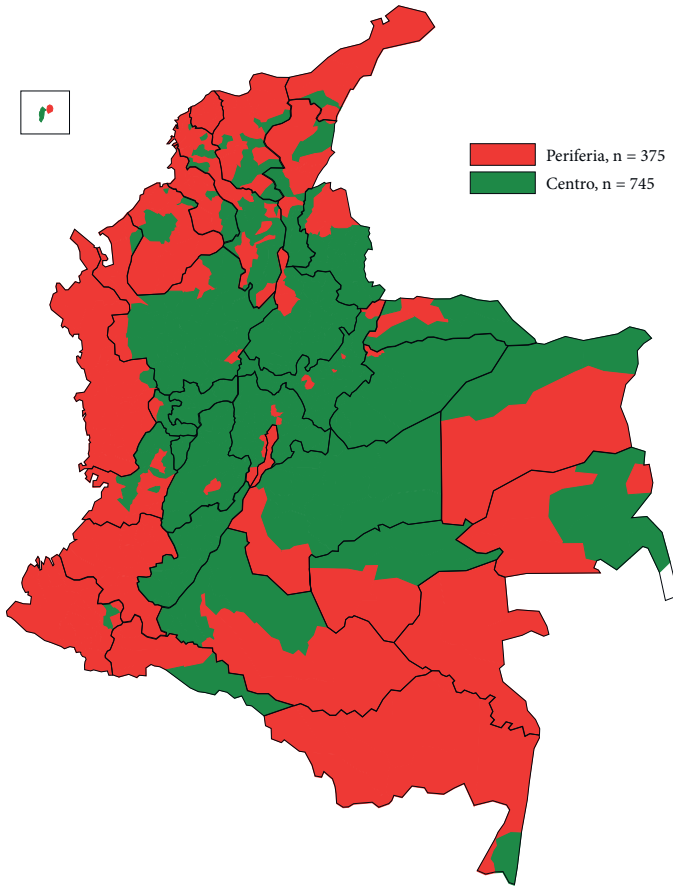 Periferia, n = 375
Centro, n = 745